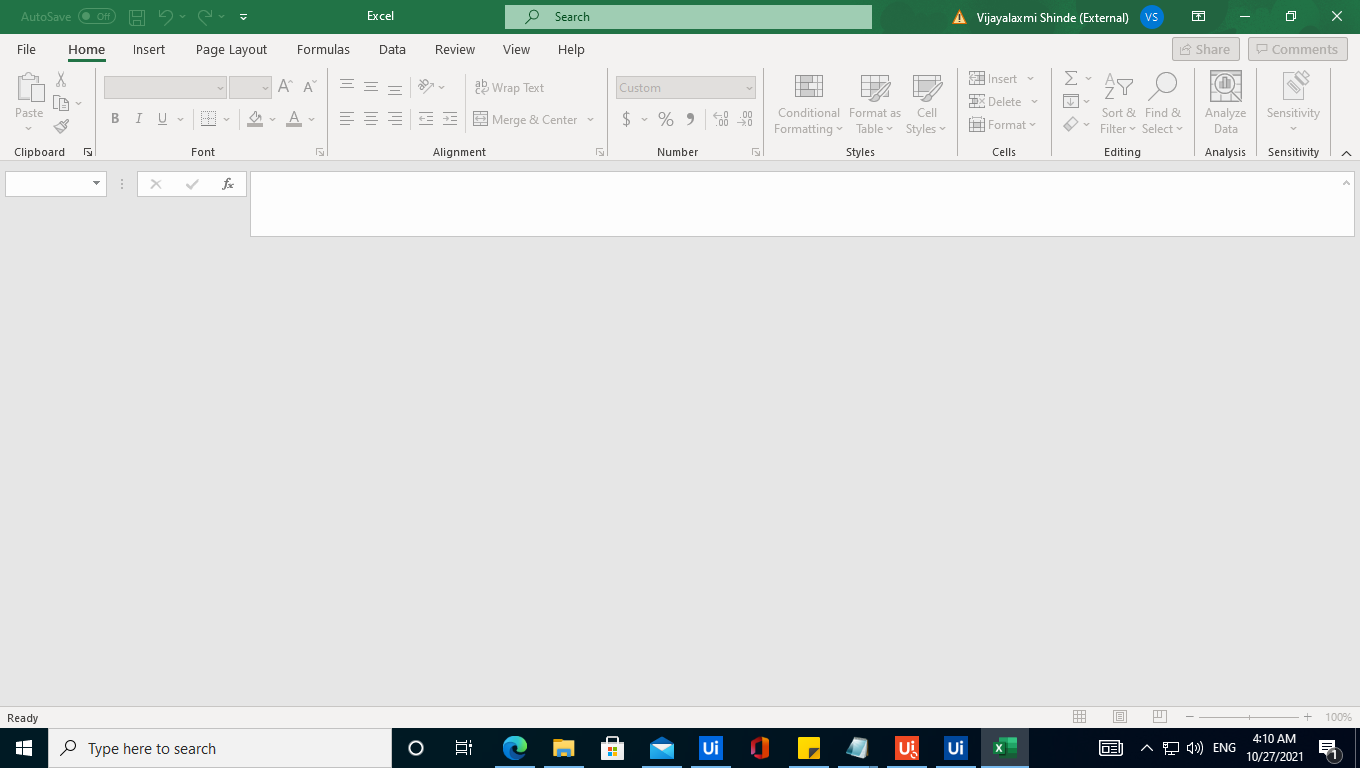 AutoSave Off Excel Search Vijayalaxmi Shinde (External) VS
File Home Insert Page Layout Formulas Data Review View Help Share Comments
Paste
Clipboard
B I U A
Font
Wrap Text
Merge & Center
Alignment
Custom
$ % ,
Number
Conditional Formatting
Format as Table
Cell Styles
Styles
Insert
Delete
Format
Cells
Sort & Filter
Find & Select
Editing
Analyze Data
Analysis
Sensitivity
Sensitivity
fx
Ready 100%
Type here to search Ui Ui Ui ENG 4:10 AM
10/27/2021 1